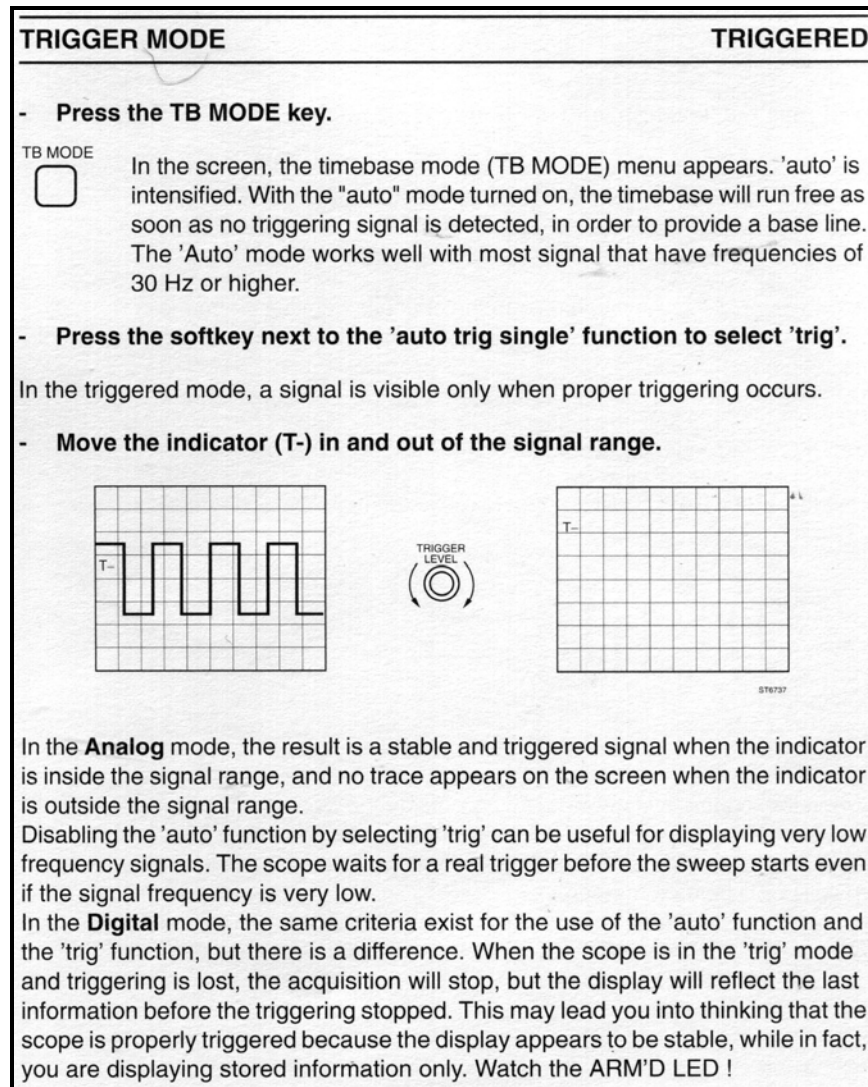 TRIGGER MODE TRIGGERED
- Press the TB MODE key.
TB MODE
In the screen, the timebase mode (TB MODE) menu appears. 'auto' is
intensified. With the "auto" mode turned on, the timebase will run free as
soon as no triggering signal is detected, in order to provide a base line.
The 'Auto' mode works well with most signal that have frequencies of
30 Hz or higher.
- Press the softkey next to the 'auto trig single' function to select 'trig'.
In the triggered mode, a signal is visible only when proper triggering occurs.
- Move the indicator (T-) in and out of the signal range.
T–
TRIGGER
LEVEL
T–
ST6737
In the Analog mode, the result is a stable and triggered signal when the indicator
is inside the signal range, and no trace appears on the screen when the indicator
is outside the signal range.
Disabling the 'auto' function by selecting 'trig' can be useful for displaying very low
frequency signals. The scope waits for a real trigger before the sweep starts even
if the signal frequency is very low.
In the Digital mode, the same criteria exist for the use of the 'auto' function and
the 'trig' function, but there is a difference. When the scope is in the 'trig' mode
and triggering is lost, the acquisition will stop, but the display will reflect the last
information before the triggering stopped. This may lead you into thinking that the
scope is properly triggered because the display appears to be stable, while in fact,
you are displaying stored information only. Watch the ARM'D LED !